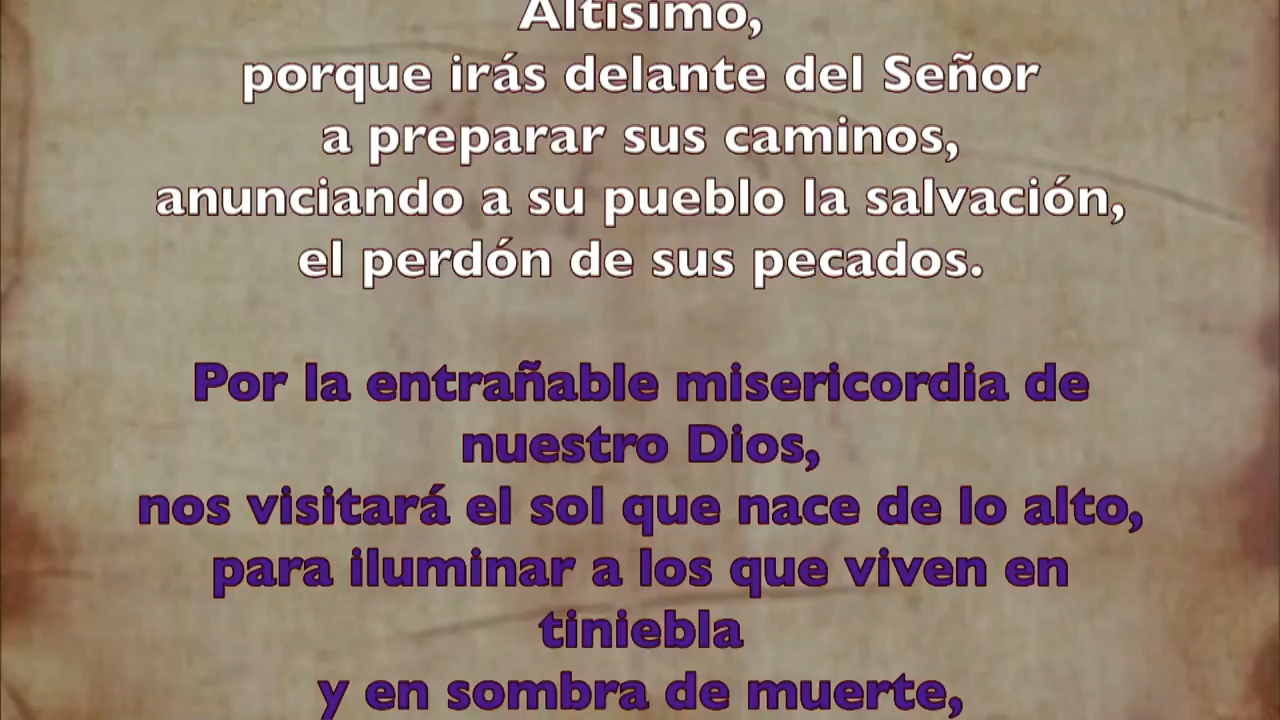 Altísimo,
porque irás delante del Señor
a preparar sus caminos,
anunciando a su pueblo la salvación,
el perdón de sus pecados.
Por la entrañable misericordia de
nuestro Dios,
nos visitará el sol que nace de lo alto,
para iluminar a los que viven en
tiniebla
y en sombra de muerte,